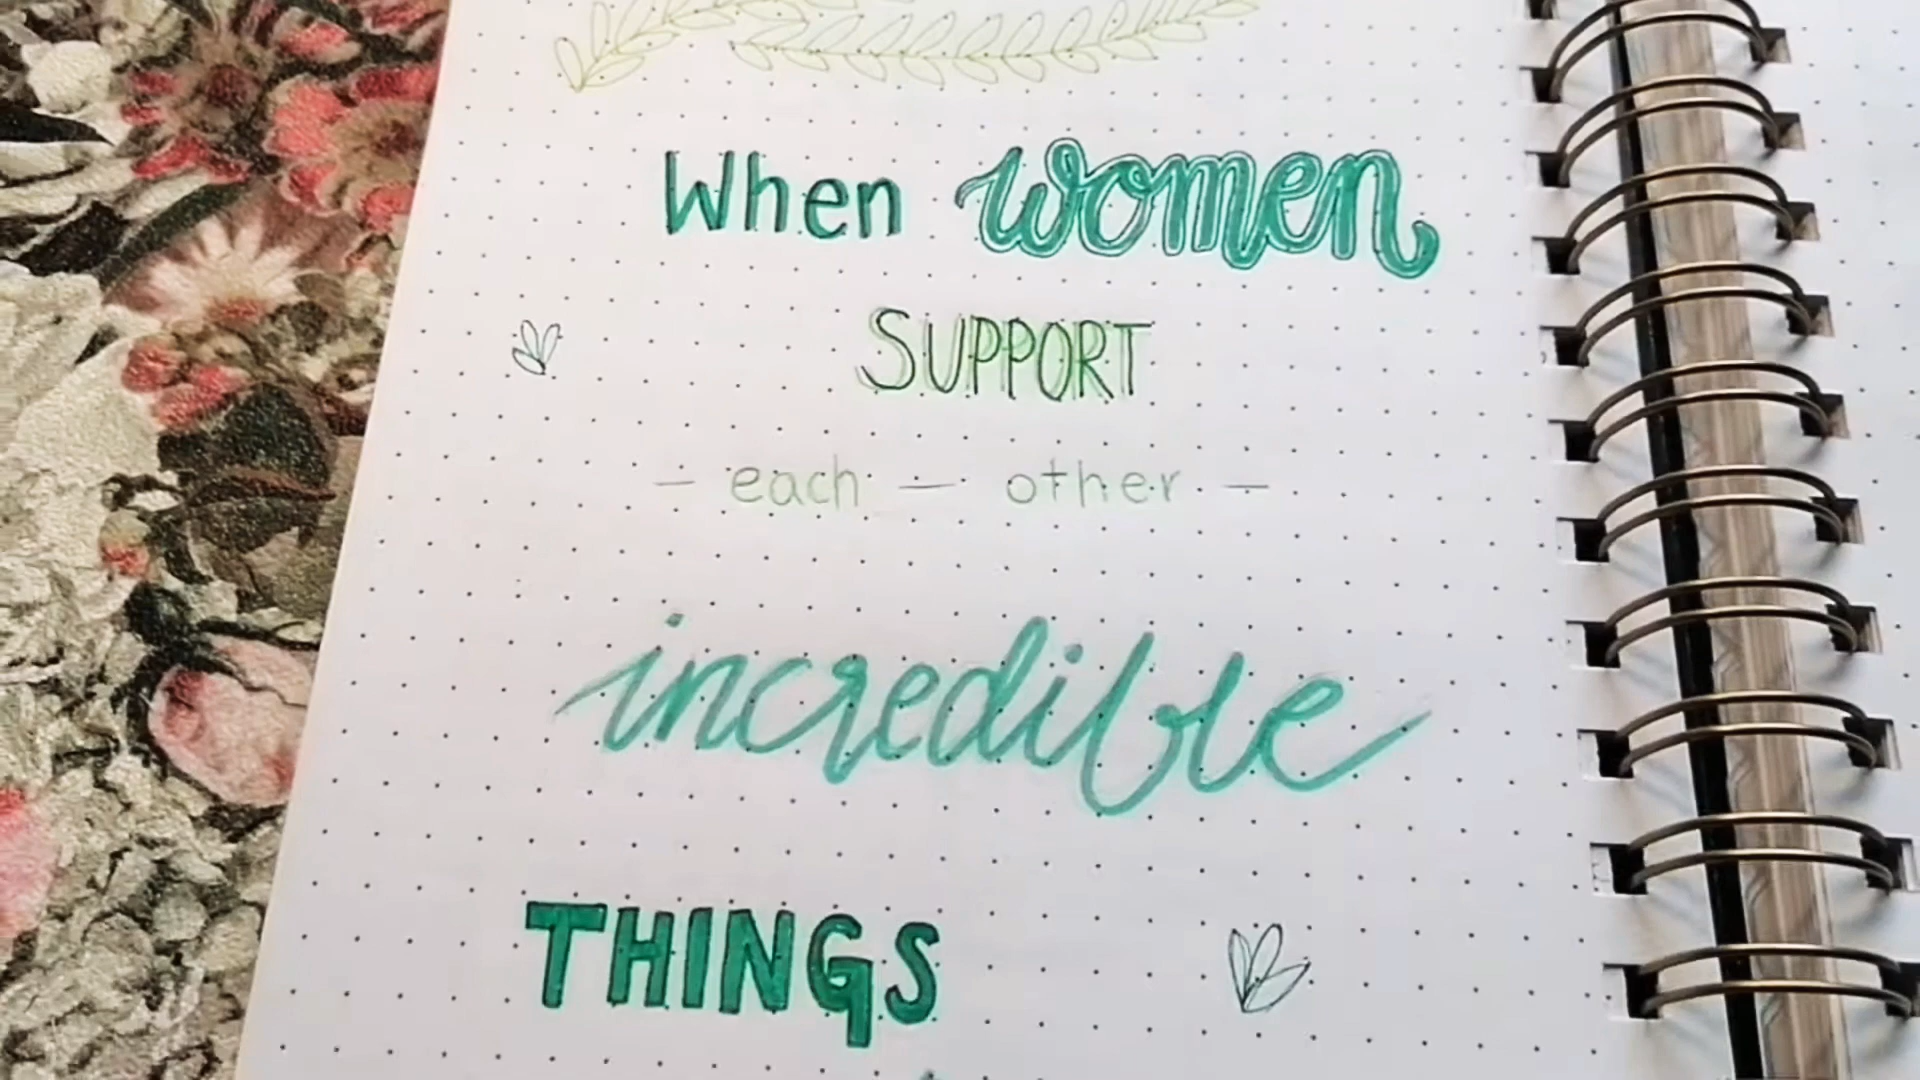 When women
SUPPORT
- each - other -
incredible
THINGS